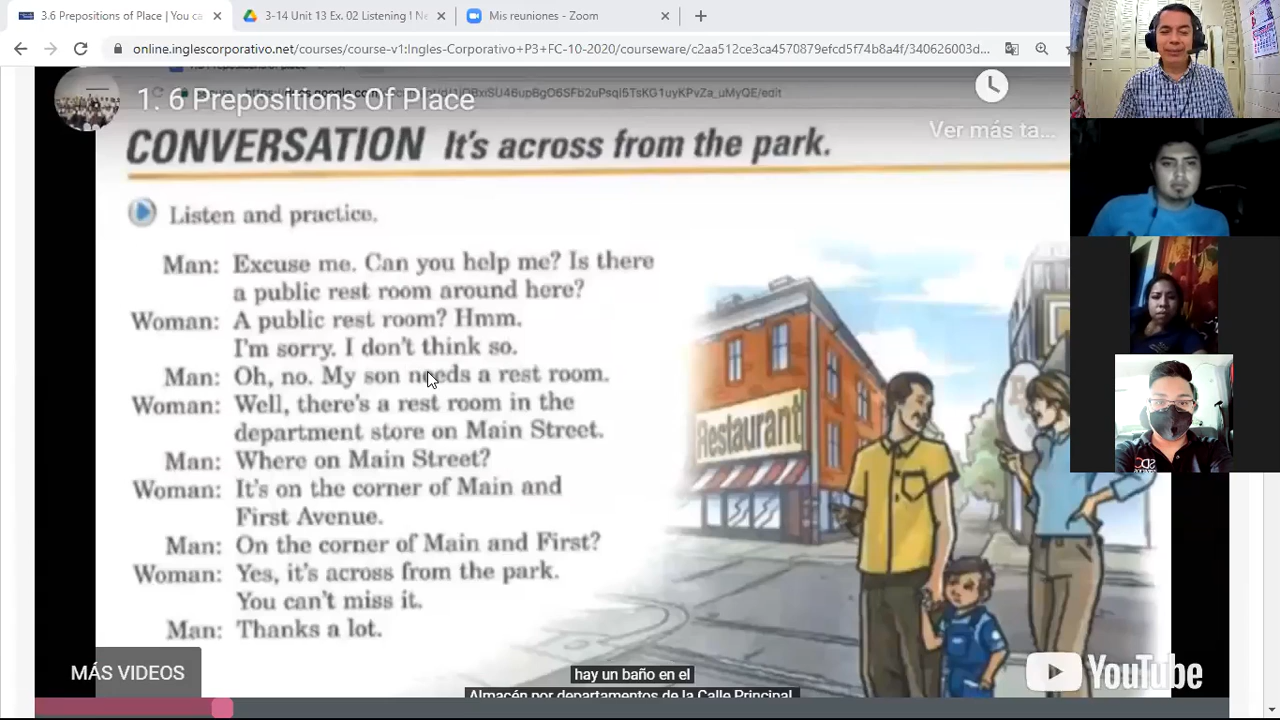 3.6 Prepositions of Place | You ca
3-14 Unit 13 Ex. 02 Listening
Mis reuniones - Zoom
online.inglescorporativo.net/courses/course-v1:Ingles-Corporativo+P3+FC-10-2020/courseware/c2aa512ce3ca4570879efcd5f74b8a4f/
1. 6 Prepositions Of Place
Ver más ta...
CONVERSATION It's across from the park.
Listen and practice.
Man: Excuse me. Can you help me? Is there
a public rest room around here?
Woman: A public rest room? Hmm.
I'm sorry. I don't think so.
Man: Oh, no. My son needs a rest room.
Woman: Well, there's a rest room in the
department store on Main Street.
Man: Where on Main Street?
Woman: It's on the corner of Main and
First Avenue.
Man: On the corner of Main and First?
Woman: Yes, it's across from the park.
You can't miss it.
Man: Thanks a lot.
Restaurant
SDC
MÁS VIDEOS
hay un baño en el
Almacén por departamentos de la Calle Principal
YouTube